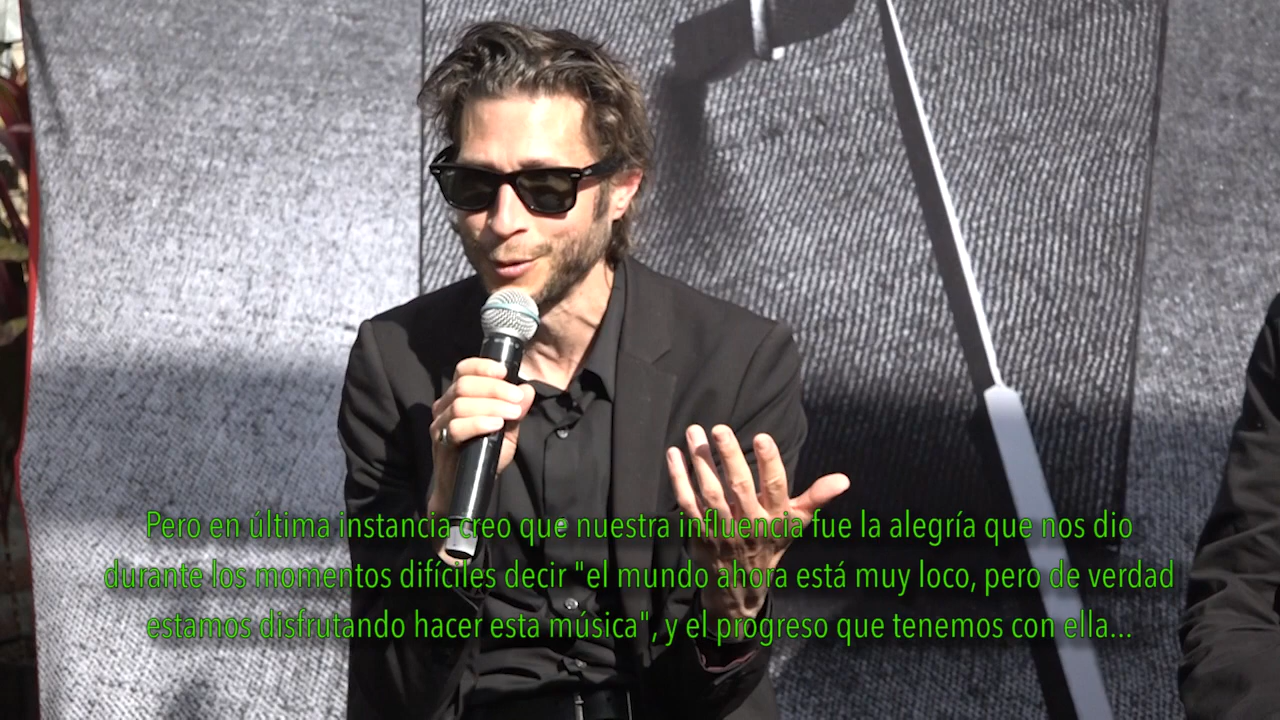 Pero en última instancia creo que nuestra influencia fue la alegría que nos dio
durante los momentos difíciles decir "el mundo ahora está muy loco, pero de verdad
estamos disfrutando hacer esta música", y el progreso que tenemos con ella...